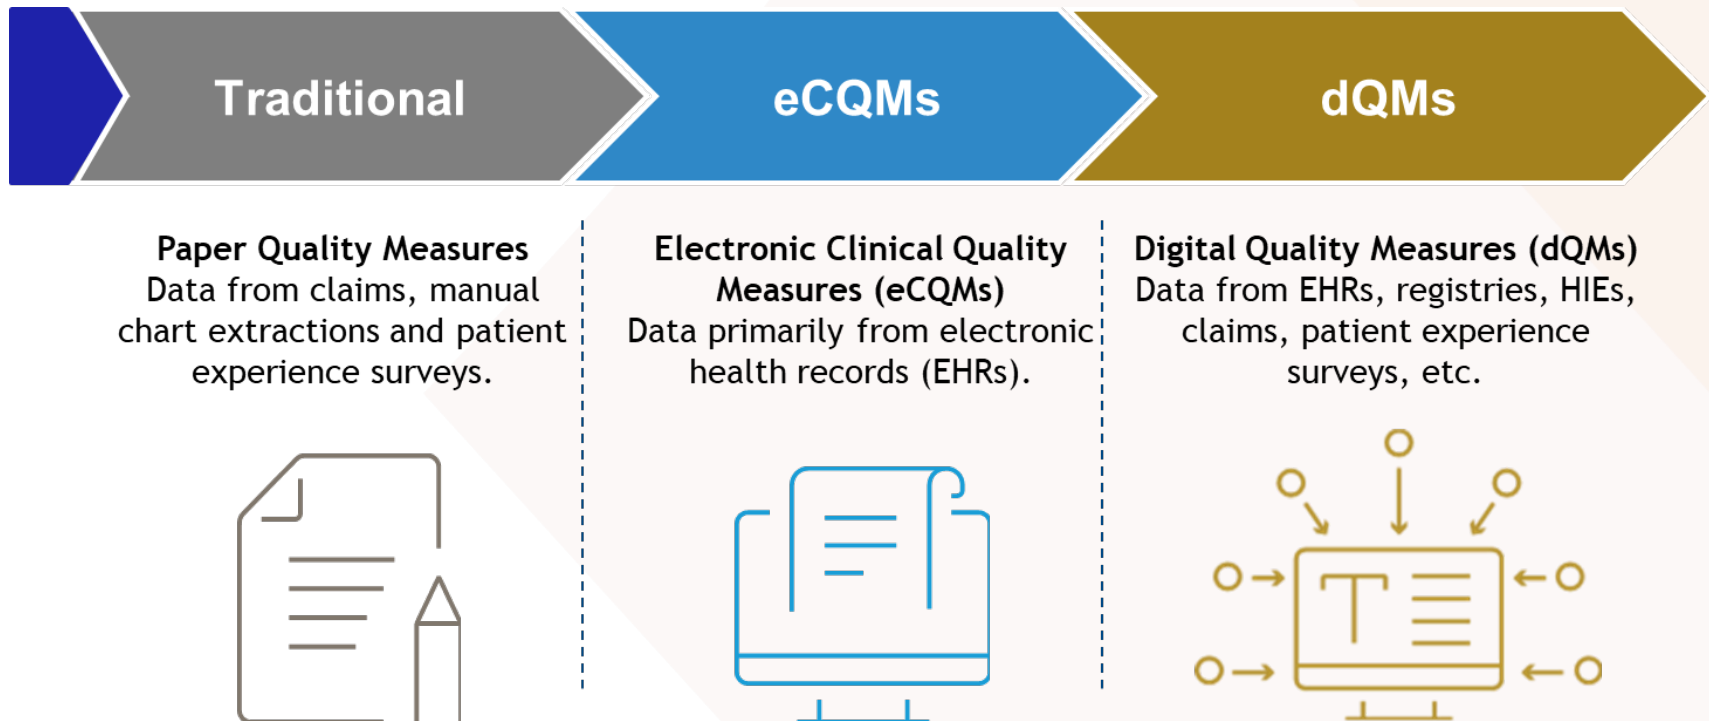 Traditional
eCQMs
dQMs
Paper Quality Measures
Data from claims, manual
chart extractions and patient
experience surveys.
Electronic Clinical Quality
Measures (eCQMs)
Data primarily from electronic
health records (EHRs).
Digital Quality Measures (dQMs)
Data from EHRs, registries, HIEs,
claims, patient experience
surveys, etc.
T